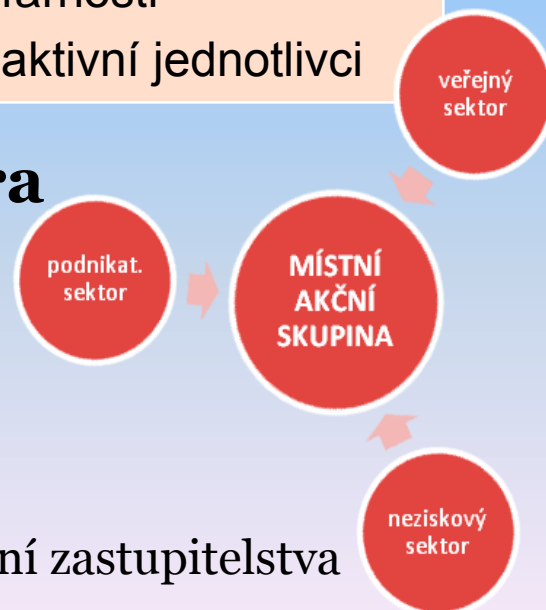 aktivní jednotlivci
veřejný
sektor
podnikat.
sektor
MÍSTNÍ
AKČNÍ
SKUPINA
neziskový
sektor
ní zastupitelstva